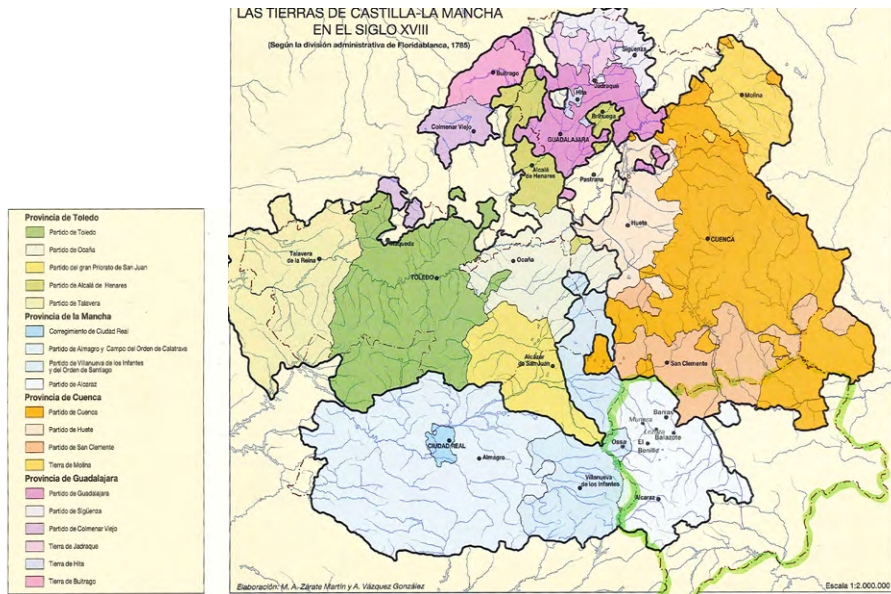 LAS TIERRAS DE CASTILLA-LA MANCHA
EN EL SIGLO XVIII
(Según la división administrativa de Floridablanca, 1785)
Provincia de Toledo
Partido de Toledo
Partido de Ocaña
Partido del gran Priorato de San Juan
Partido de Alcalá de Henares
Partido de Talavera
Provincia de la Mancha
Corregimiento de Ciudad Real
Partido de Almagro y Campo del Orden de Calatrava
Partido de Villanueva de los Infantes
y del Orden de Santiago
Partido de Alcaraz
Provincia de Cuenca
Partido de Cuenca
Partido de Huete
Partido de San Clemente
Tierra de Molina
Provincia de Guadalajara
Partido de Guadalajara
Partido de Sigüenza
Partido de Colmenar Viejo
Tierra de Jadraque
Tierra de Hita
Tierra de Buitrago
Sigüenza
Buitrago
Jadraque
Hita
Molina
Brihuega
Colmenar Viejo
GUADALAJARA
Alcalá
de Henares
Pastrana
Huete
CUENCA
Maqueda
Talavera
de la Reina
Ocaña
TOLEDO
Alcázar
de San Juan
San Clemente
Barrax
Munera
Lezuza
Balazote
Ossa
El
Bonillo
CIUDAD REAL
Almagro
Villanueva
de los Infantes
Alcaraz
Elaboración: M. A. Zárate Martín y A. Vázquez González
Escala 1:2.000.000